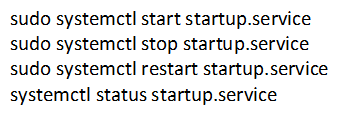 sudo systemctl start startup.service
sudo systemctl stop startup.service
sudo systemctl restart startup.service
systemctl status startup.service